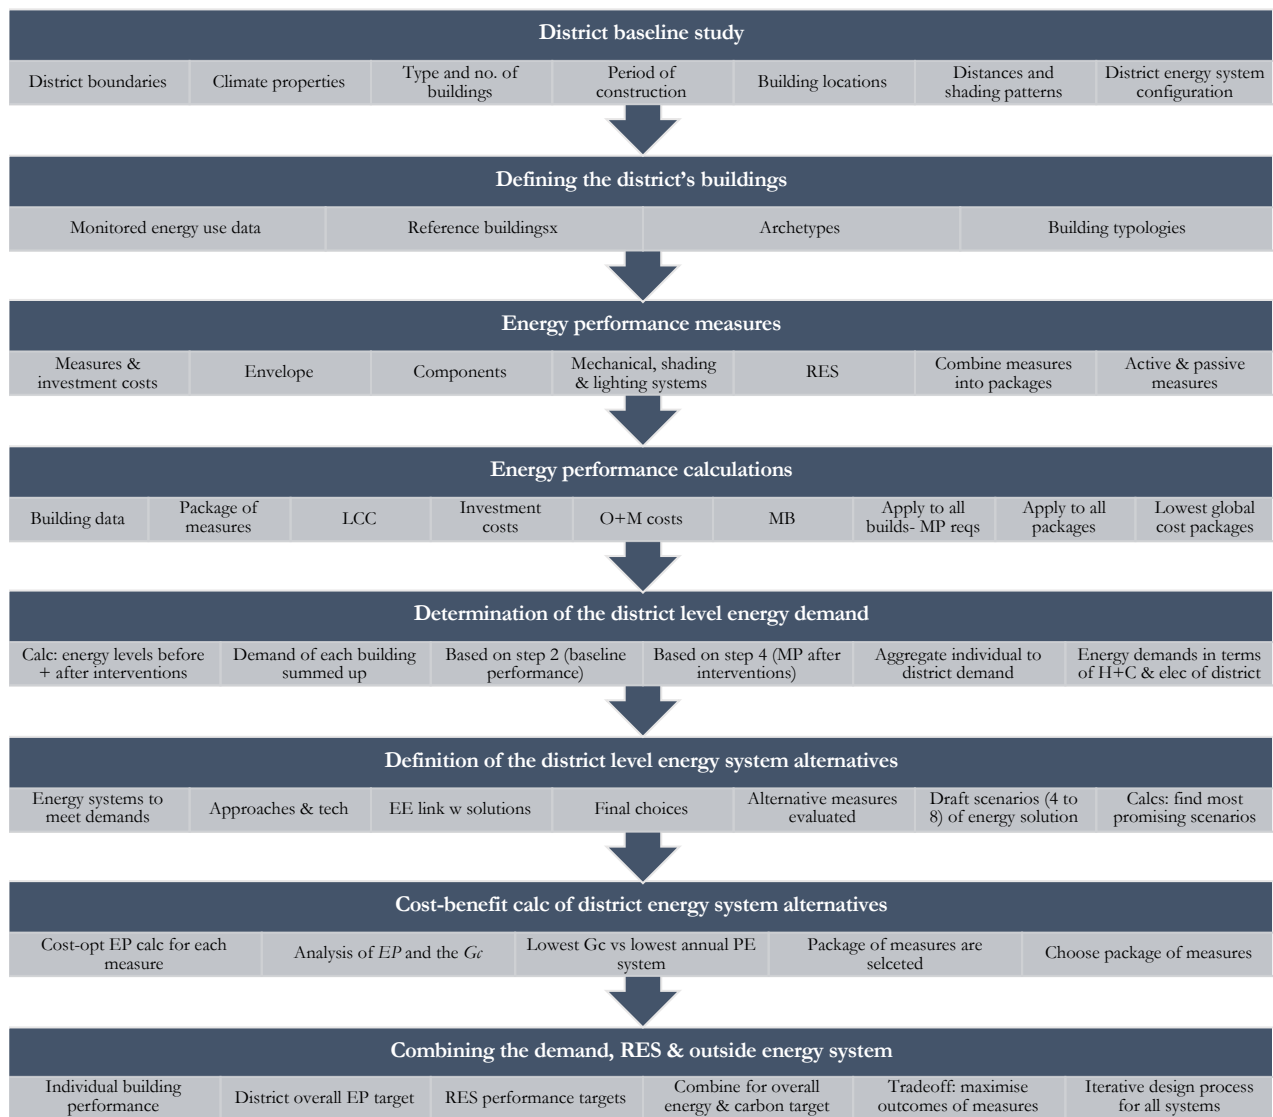 District baseline study
District boundaries
Climate properties
Type and no. of
buildings
Period of
construction
Building locations
Distances and
shading patterns
District energy system
configuration
Defining the district's buildings
Monitored energy use data
Reference buildingsx
Archetypes
Building typologies
Energy performance measures
Measures &
investment costs
Envelope
Components
Mechanical, shading
& lighting systems
RES
Combine measures
into packages
Active & passive
measures
Energy performance calculations
Building data
Package of
measures
LCC
Investment
costs
O+M costs
MB
Apply to all
builds- MP reqs
Apply to all
packages
Lowest global
cost packages
Determination of the district level energy demand
Calc: energy levels before
+ after interventions
Demand of each building
summed up
Based on step 2 (baseline
performance)
Based on step 4 (MP after
interventions)
Aggregate individual to
district demand
Energy demands in terms
of H+C & elec of district
Definition of the district level energy system alternatives
Energy systems to
meet demands
Approaches & tech
EE link w solutions
Final choices
Alternative measures
evaluated
Draft scenarios (4 to
8) of energy solution
Calcs: find most
promising scenarios
Cost-benefit calc of district energy system alternatives
Cost-opt EP calc for each
measure
Analysis of EP and the Gc
Lowest Gc vs lowest annual PE
system
Package of measures are
selceted
Choose package of measures
Combining the demand, RES & outside energy system
Individual building
performance
District overall EP target
RES performance targets
Combine for overall
energy & carbon target
Tradeoff: maximise
outcomes of measures
Iterative design process
for all systems